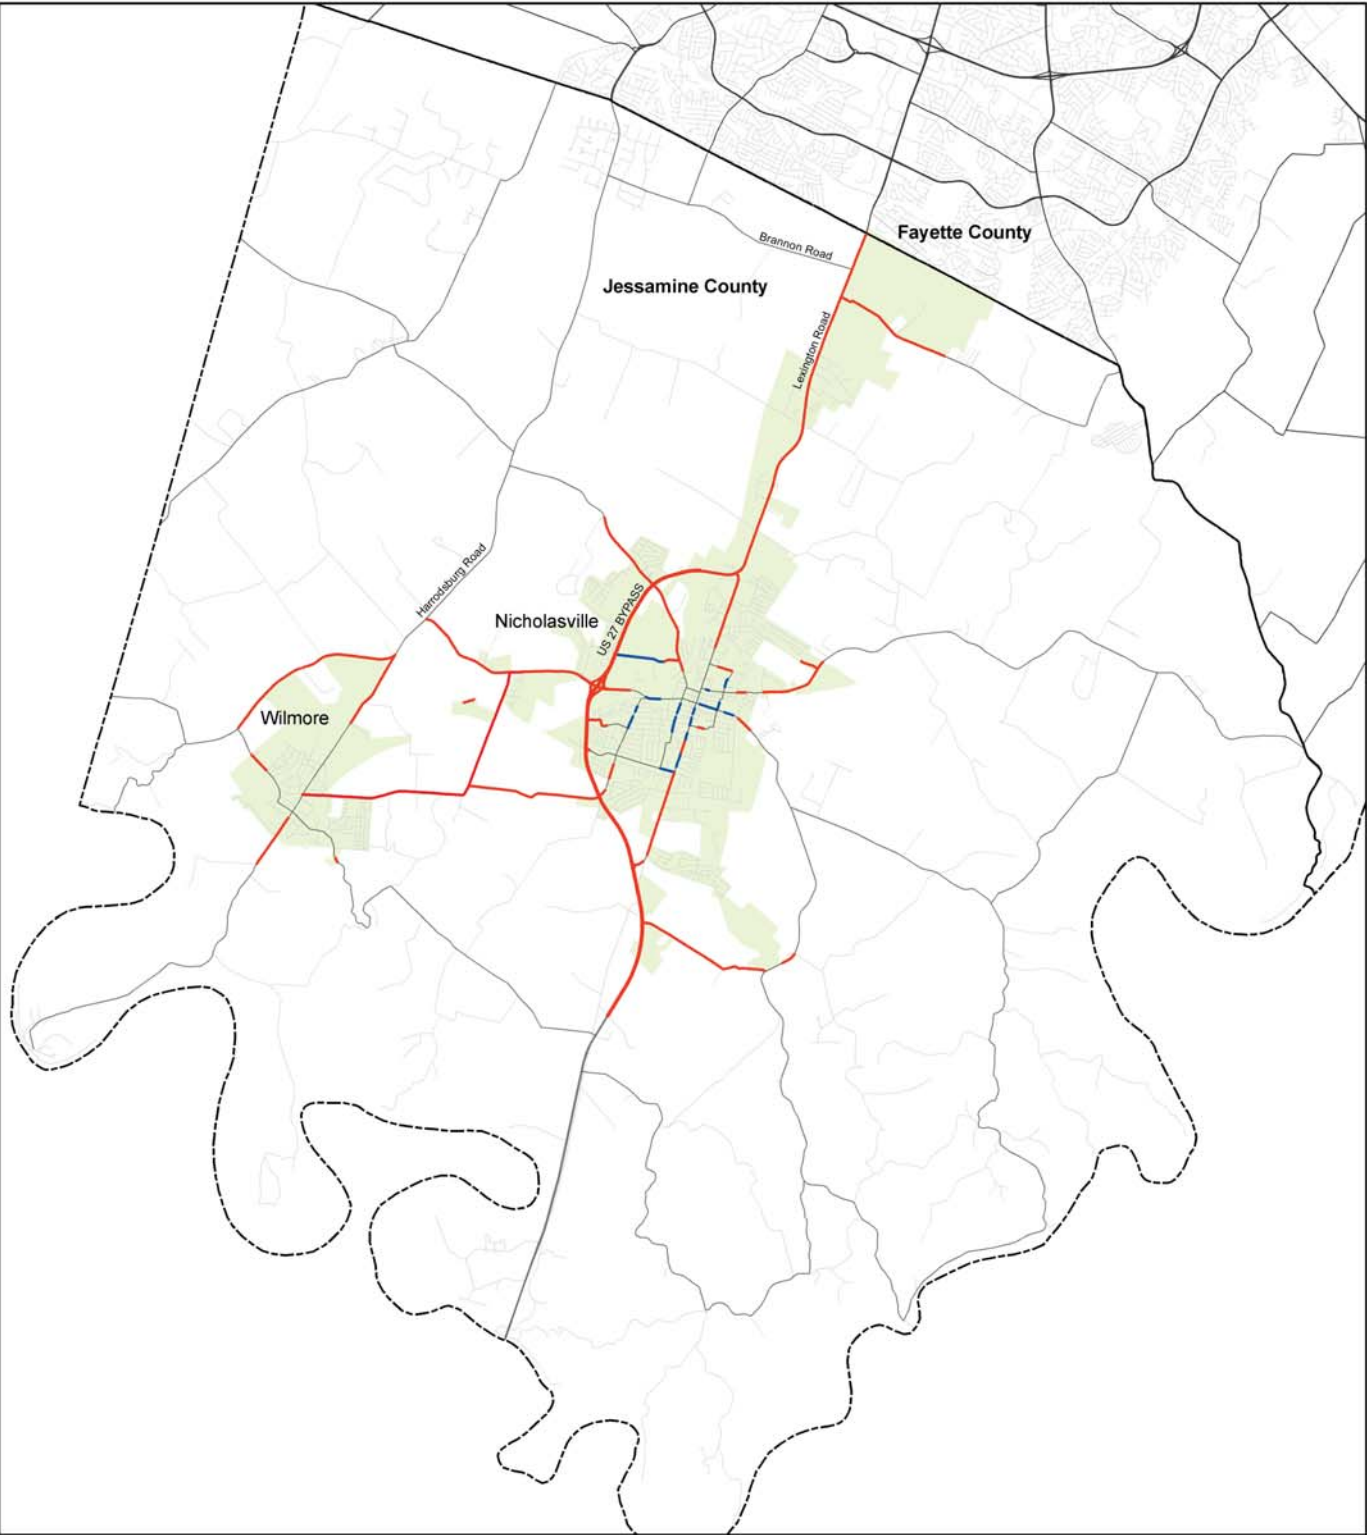 Fayette County
Brannon Road
Jessamine County
Lexington Road
Harrodsburg Road
US 27 BYPASS
Nicholasville
Wilmore